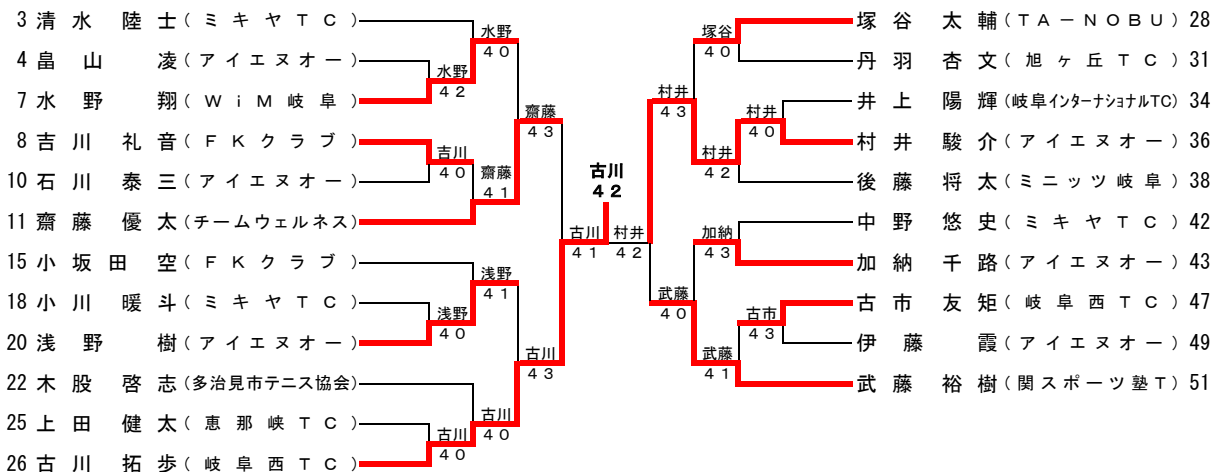 3 清水 陸士 (ミキヤTC)
4 畠山 凌 (アイエヌオー)
7 水野 翔 (WiM岐阜)
8 吉川 礼音 (FKクラブ)
10 石川 泰三 (アイエヌオー)
11 齋藤 優太 (チームウェルネス)
15 小坂田 空 (FKクラブ)
18 小川 暖斗 (ミキヤTC)
20 浅野 樹 (アイエヌオー)
22 木股 啓志 (多治見市テニス協会)
25 上田 健太 (恵那峡TC)
26 古川 拓歩 (岐阜西TC)
水野
40
水野
42
吉川
40
齋藤
41
齋藤
43
浅野
41
浅野
40
古川
43
古川
40
古川
40
古川
41
古川
42
村井
42
村井
43
塚谷
40
村井
40
村井
42
加納
43
武藤
40
古市
43
武藤
41
塚谷 太輔 (TA-NOBU) 28
丹羽 杏文 (旭ヶ丘TC) 31
井上 陽輝 (岐阜インターナショナルTC) 34
村井 駿介 (アイエヌオー) 36
後藤 将太 (ミニッツ岐阜) 38
中野 悠史 (ミキヤTC) 42
加納 千路 (アイエヌオー) 43
古市 友矩 (岐阜西TC) 47
伊藤 霞 (アイエヌオー) 49
武藤 裕樹 (関スポーツ塾T) 51